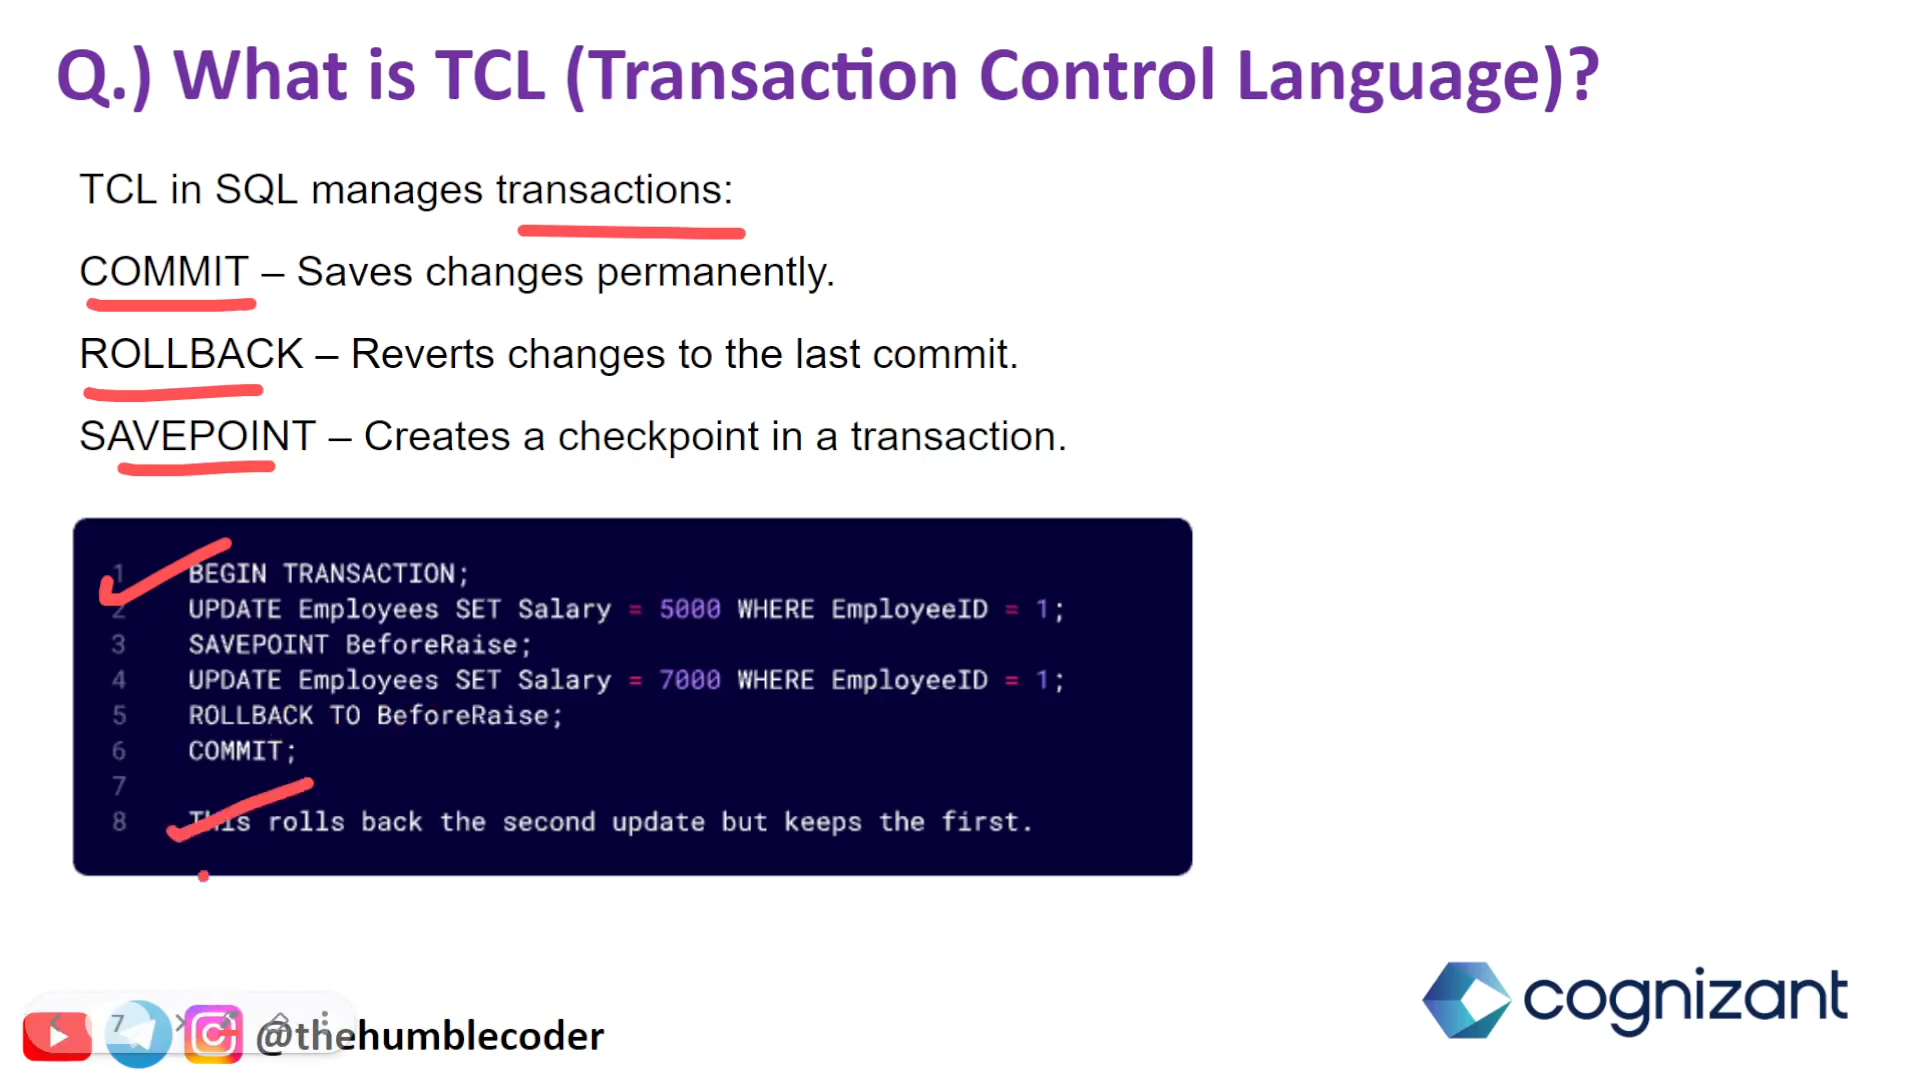 Q.) What is TCL (Transaction Control Language)?
TCL in SQL manages transactions:
COMMIT – Saves changes permanently.
ROLLBACK – Reverts changes to the last commit.
SAVEPOINT – Creates a checkpoint in a transaction.
1 BEGIN TRANSACTION;
2 UPDATE Employees SET Salary = 5000 WHERE EmployeeID = 1;
3 SAVEPOINT BeforeRaise;
4 UPDATE Employees SET Salary = 7000 WHERE EmployeeID = 1;
5 ROLLBACK TO BeforeRaise;
6 COMMIT;
7
8 This rolls back the second update but keeps the first.
7
@thehumblecoder
cognizant